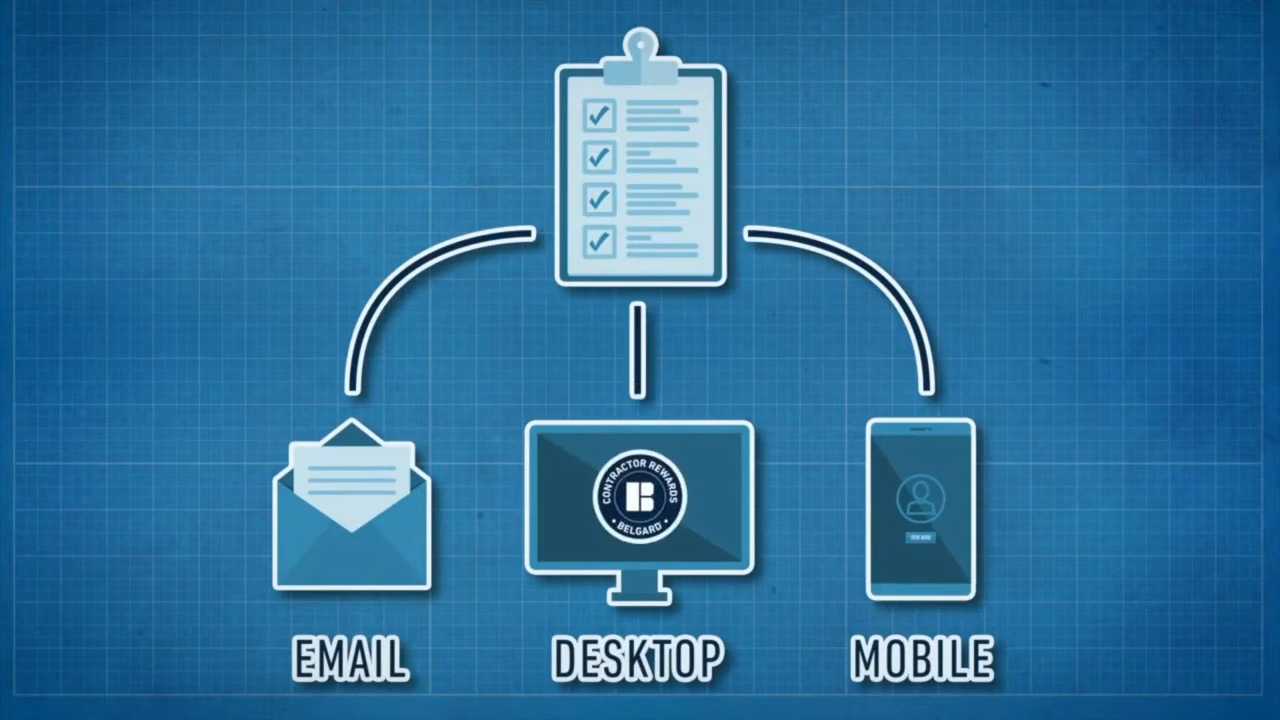 CONTRACTOR REWARDS
B
• BELGARD •
EMAIL
DESKTOP
MOBILE